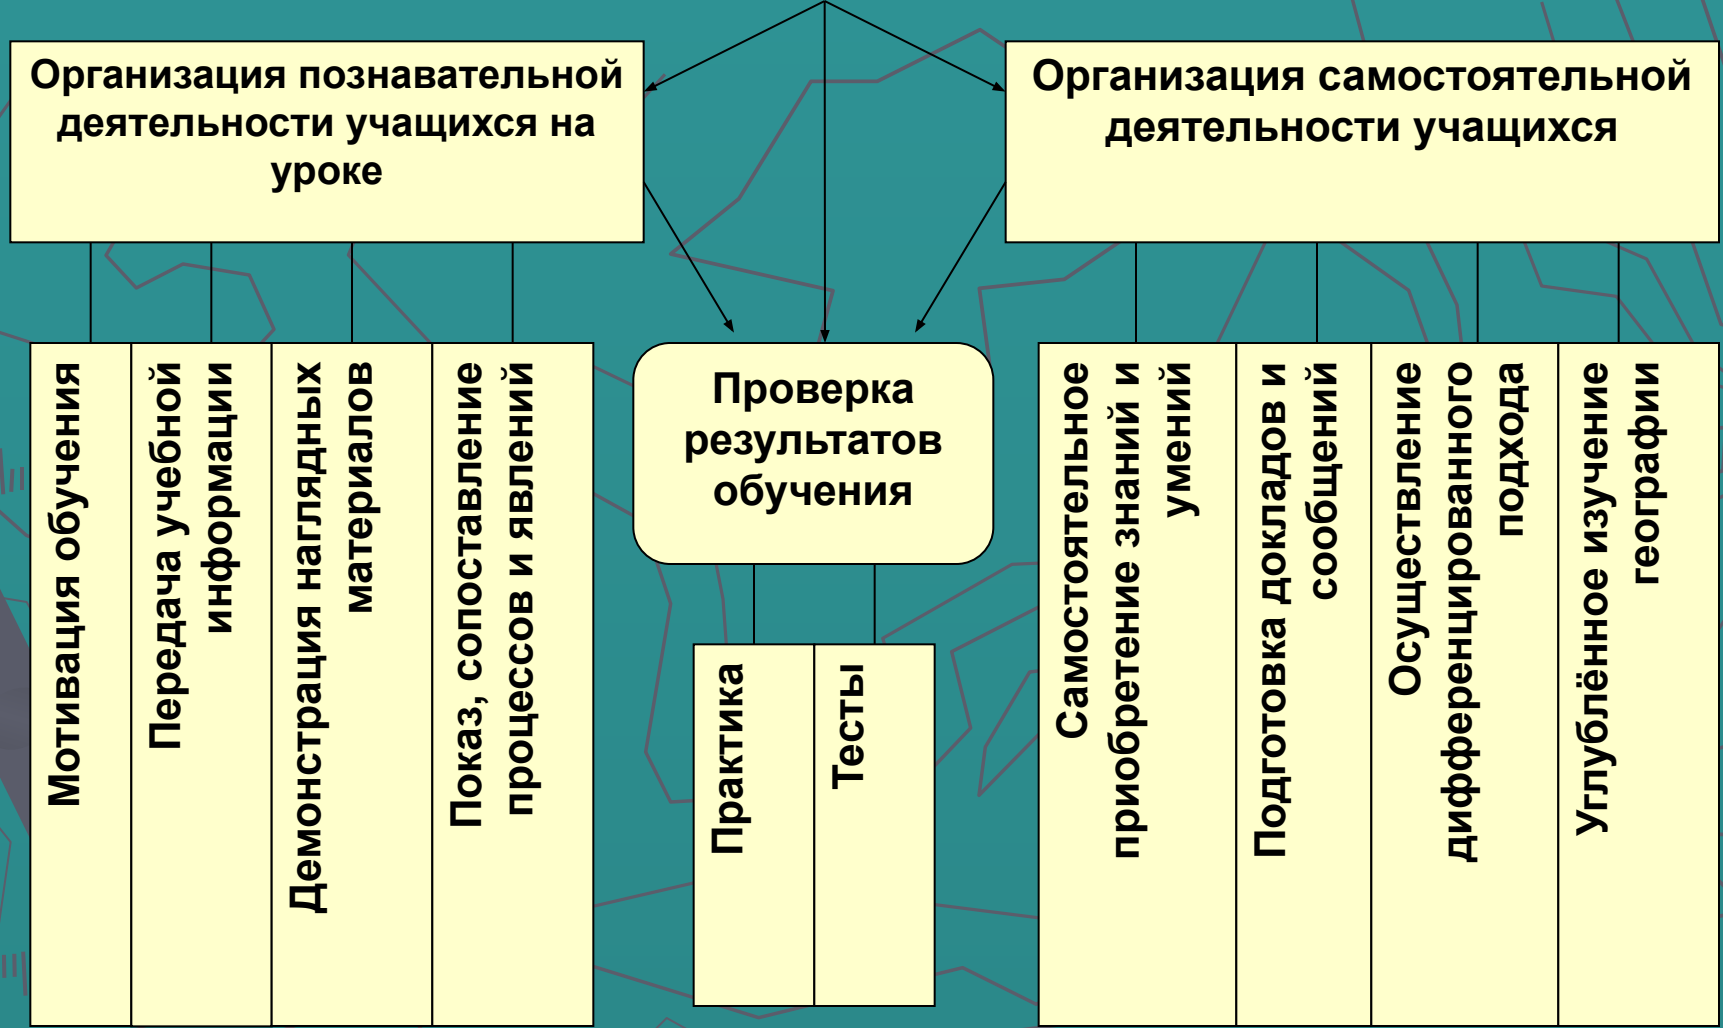 Организация познавательной
деятельности учащихся на
уроке
Организация самостоятельной
деятельности учащихся
Мотивация обучения
Передача учебной
информации
Демонстрация наглядных
материалов
Показ, сопоставление
процессов и явлений
Проверка
результатов
обучения
Практика
Тесты
Самостоятельное
приобретение знаний и
умений
Подготовка докладов и
сообщений
Осуществление
дифференцированного
подхода
Углублённое изучение
географии